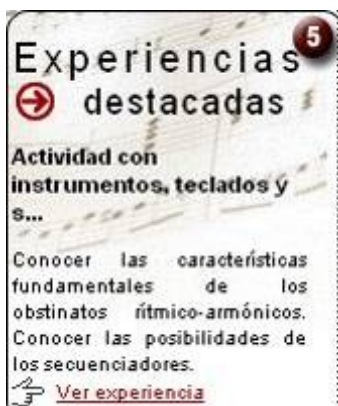 5
Experiencias
destacadas
Actividad con
instrumentos, teclados y
s...
Conocer las características
fundamentales de los
obstinatos rítmico-armónicos.
Conocer las posibilidades de
los secuenciadores.
Ver experiencia